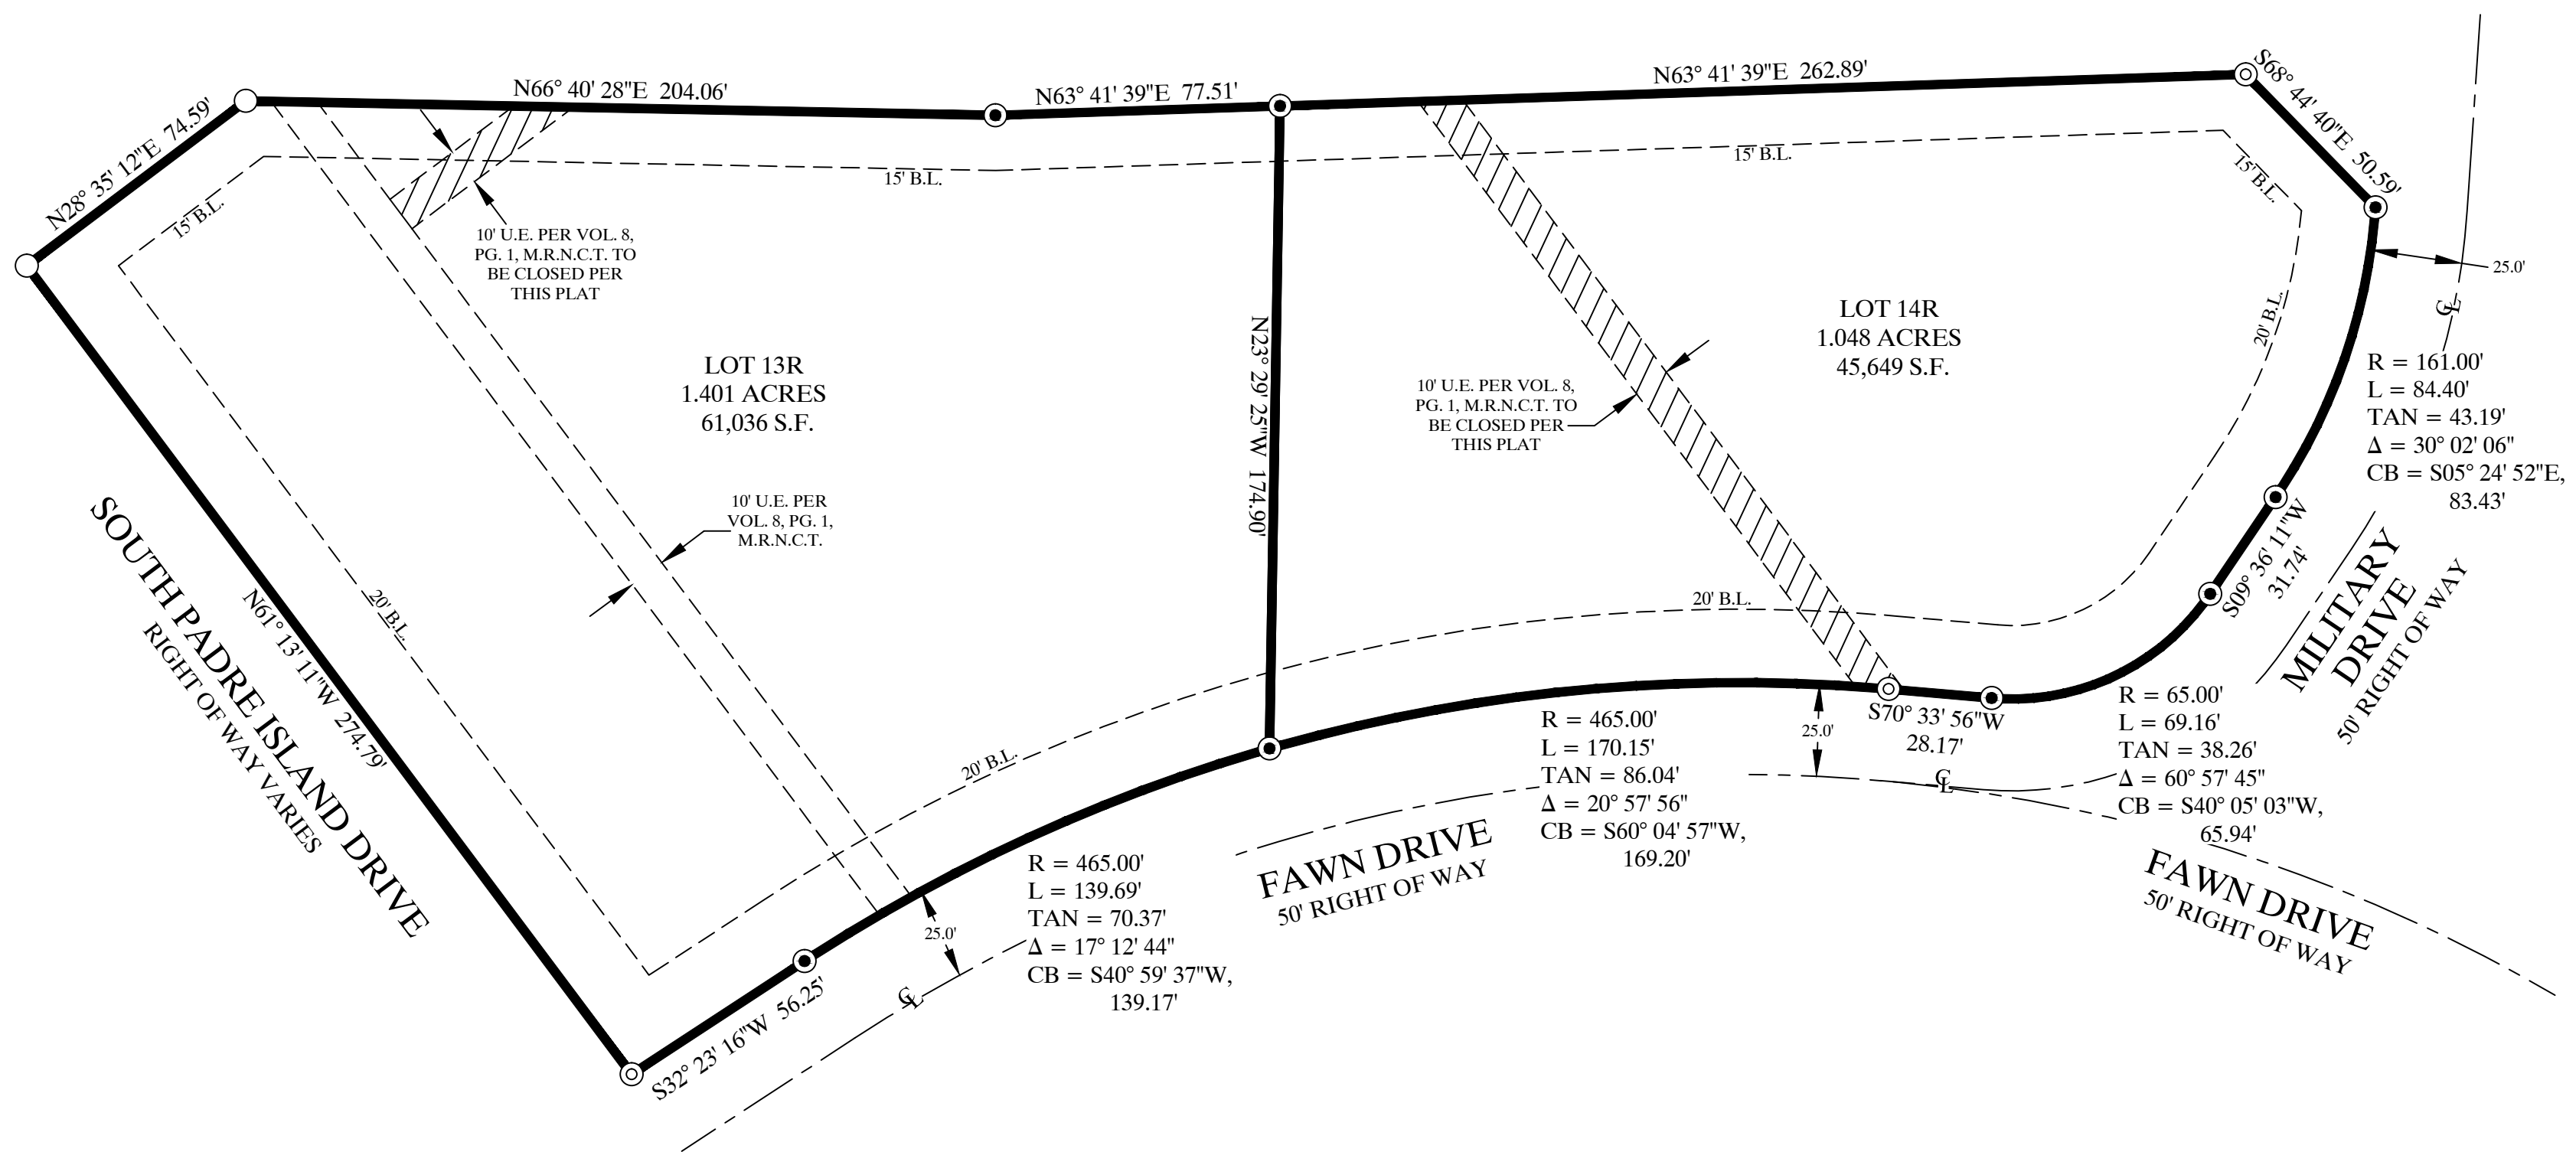 N66° 40' 28"E 204.06'
N63° 41' 39"E 77.51'
N63° 41' 39"E 262.89'
S68° 44' 40"E 50.59'
N28° 35' 12"E 74.59'
15' B.L.
15' B.L.
15' B.L.
15' B.L.
10' U.E. PER VOL. 8,
PG. 1, M.R.N.C.T. TO
BE CLOSED PER
THIS PLAT
25.0'
CL
20' B.L.
LOT 13R
1.401 ACRES
61,036 S.F.
N23° 29' 25"W 174.90'
LOT 14R
1.048 ACRES
45,649 S.F.
10' U.E. PER VOL. 8,
PG. 1, M.R.N.C.T. TO
BE CLOSED PER
THIS PLAT
R = 161.00'
L = 84.40'
TAN = 43.19'
Δ = 30° 02' 06"
CB = S05° 24' 52"E,
83.43'
10' U.E. PER
VOL. 8, PG. 1,
M.R.N.C.T.
SOUTH PADRE ISLAND DRIVE
RIGHT OF WAY VARIES
N61° 13' 11"W 274.79'
20' B.L.
20' B.L.
20' B.L.
S09° 36' 11"W
31.74'
MILITARY
DRIVE
50' RIGHT OF WAY
S70° 33' 56"W
28.17'
25.0'
CL
R = 65.00'
L = 69.16'
TAN = 38.26'
Δ = 60° 57' 45"
CB = S40° 05' 03"W,
65.94'
R = 465.00'
L = 170.15'
TAN = 86.04'
Δ = 20° 57' 56"
CB = S60° 04' 57"W,
169.20'
FAWN DRIVE
50' RIGHT OF WAY
FAWN DRIVE
50' RIGHT OF WAY
R = 465.00'
L = 139.69'
TAN = 70.37'
Δ = 17° 12' 44"
CB = S40° 59' 37"W,
139.17'
25.0'
CL
S32° 23' 16"W 56.25'